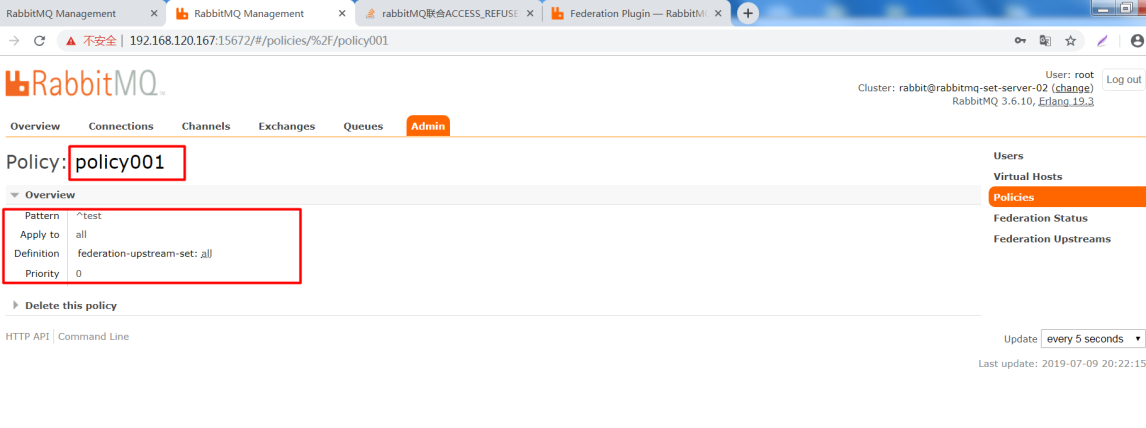 RabbitMQ Management
RabbitMQ Management
rabbitMQ联合ACCESS_REFUSE
Federation Plugin — RabbitM
不安全 | 192.168.120.167:15672/#/policies/%2F/policy001
RabbitMQ
User: root
Log out
Cluster: rabbit@rabbitmq-set-server-02 (change)
RabbitMQ 3.6.10, Erlang 19.3
Overview Connections Channels Exchanges Queues Admin
Policy: policy001
Overview
Pattern ^test
Apply to all
Definition federation-upstream-set: all
Priority 0
Delete this policy
HTTP API Command Line
Users
Virtual Hosts
Policies
Federation Status
Federation Upstreams
Update every 5 seconds
Last update: 2019-07-09 20:22:15